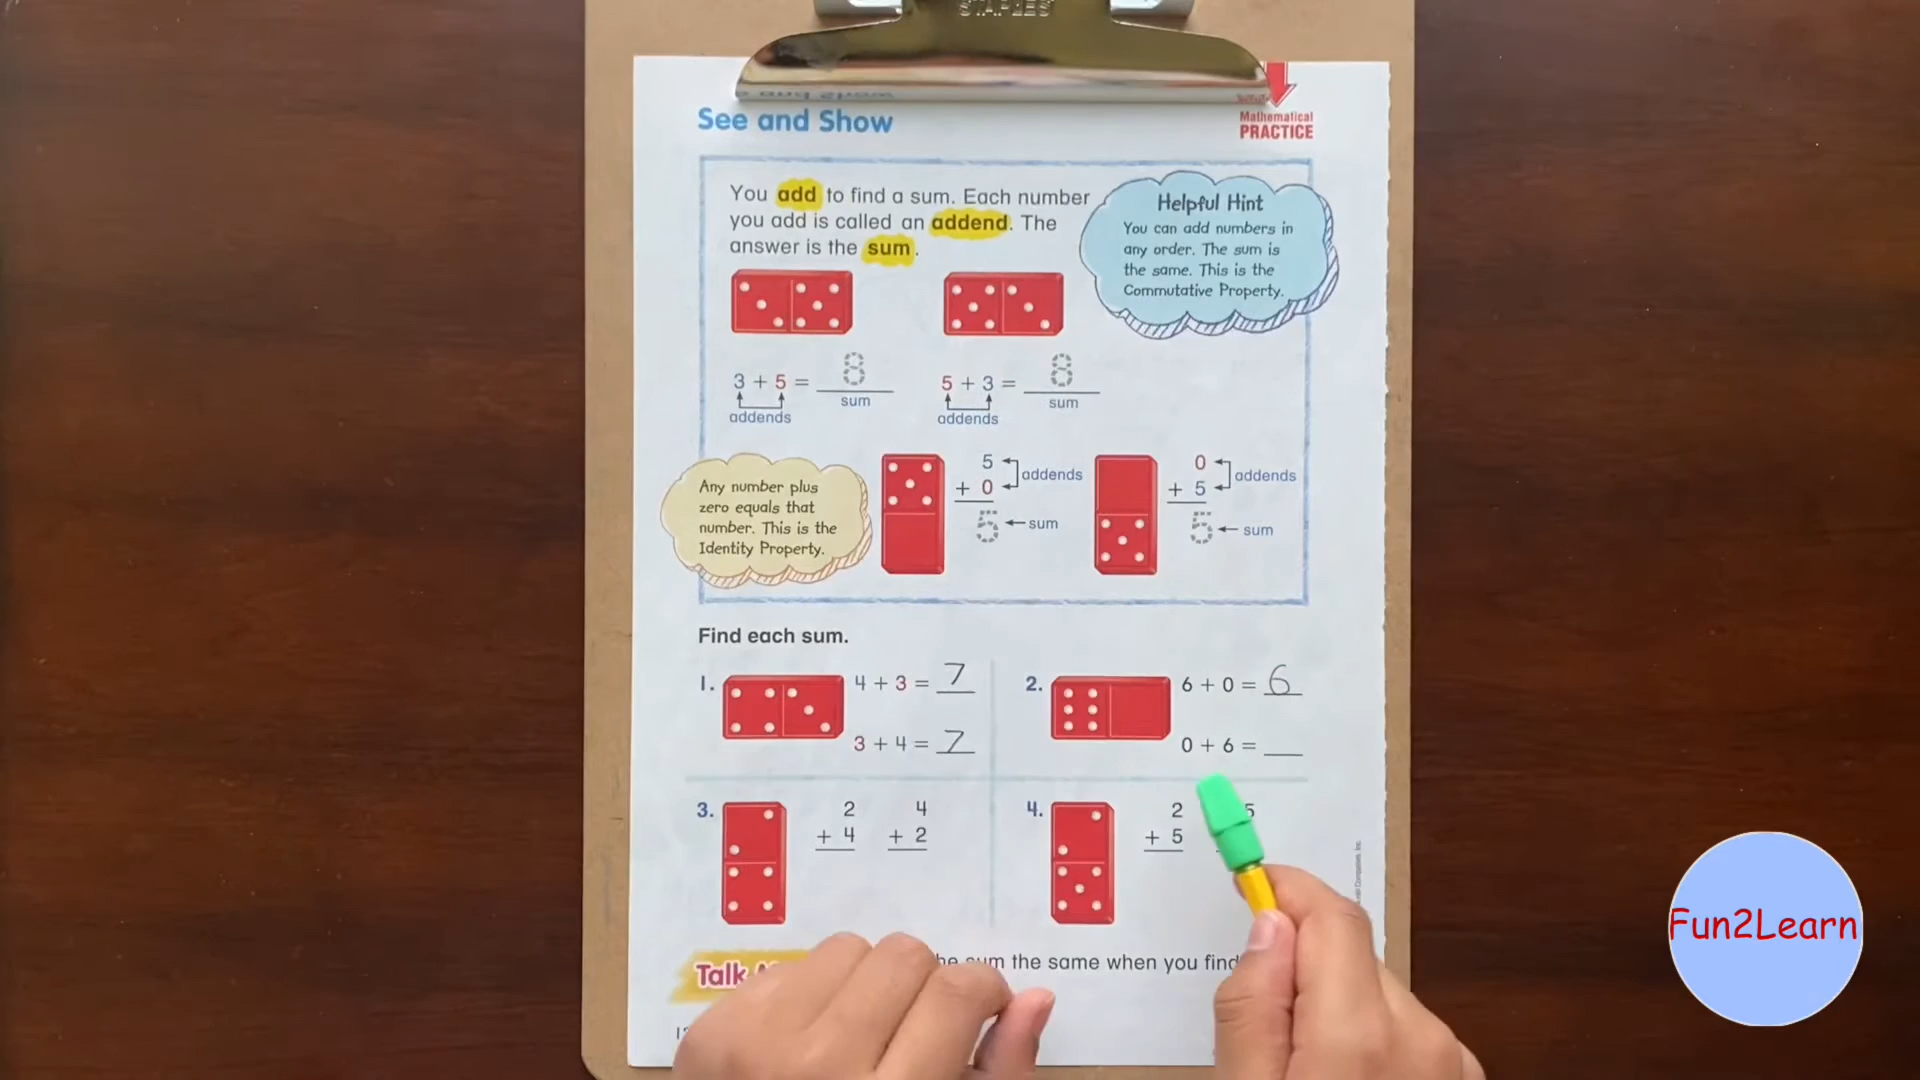 STAPLES
See and Show
Mathematical
PRACTICE
You add to find a sum. Each number
you add is called an addend. The
answer is the sum.
Helpful Hint
You can add numbers in
any order. The sum is
the same. This is the
Commutative Property.
3 + 5 = 8
sum
addends
5 + 3 = 8
sum
addends
Any number plus
zero equals that
number. This is the
Identity Property.
5
+ 0
addends
5
sum
0
+ 5
addends
5
sum
Find each sum.
1. 4 + 3 = 7
3 + 4 = 7
2. 6 + 0 = 6
0 + 6 =
3. 2 4
+ 4 + 2
4. 2 5
+ 5
Talk
sum the same when you find
Fun2Learn